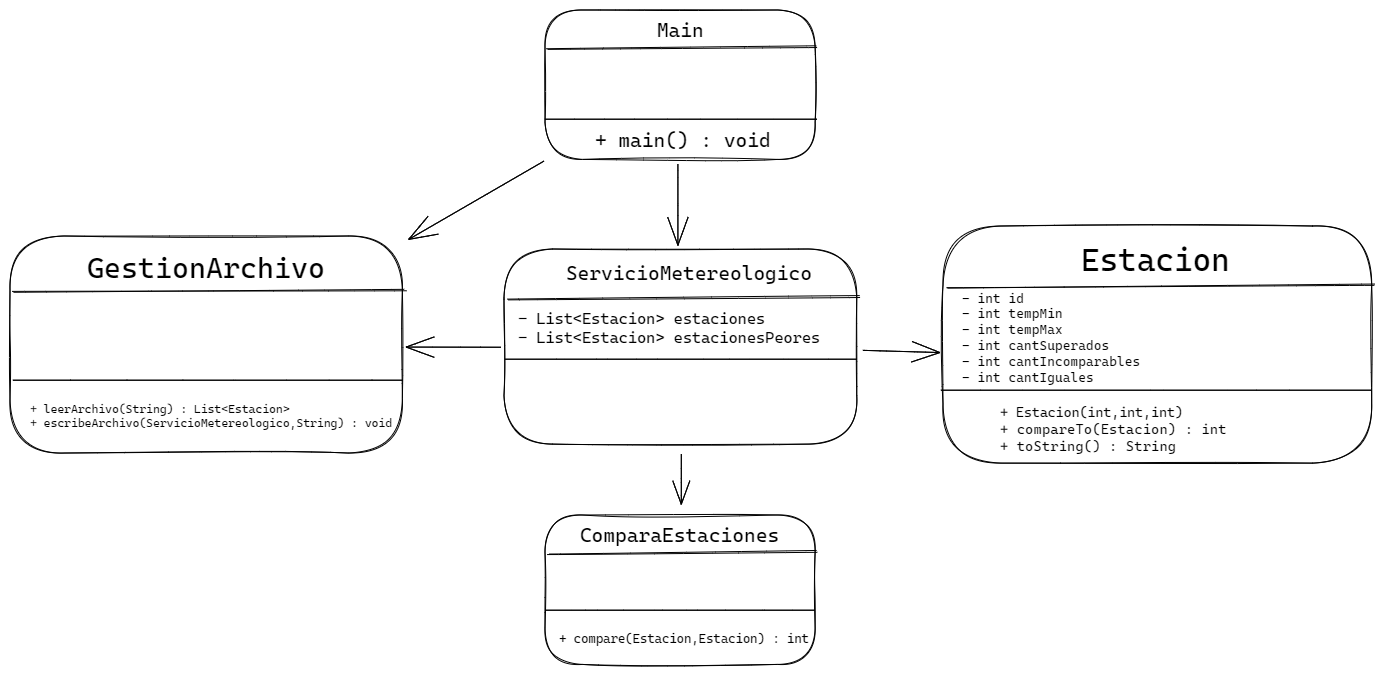 Main
+ main() : void
GestionArchivo
+ leerArchivo(String) : List<Estacion>
+ escribeArchivo(ServicioMetereologico,String) : void
ServicioMetereologico
- List<Estacion> estaciones
- List<Estacion> estacionesPeores
Estacion
- int id
- int tempMin
- int tempMax
- int cantSuperados
- int cantIncomparables
- int cantIguales
+ Estacion(int,int,int)
+ compareTo(Estacion) : int
+ toString() : String
ComparaEstaciones
+ compare(Estacion,Estacion) : int